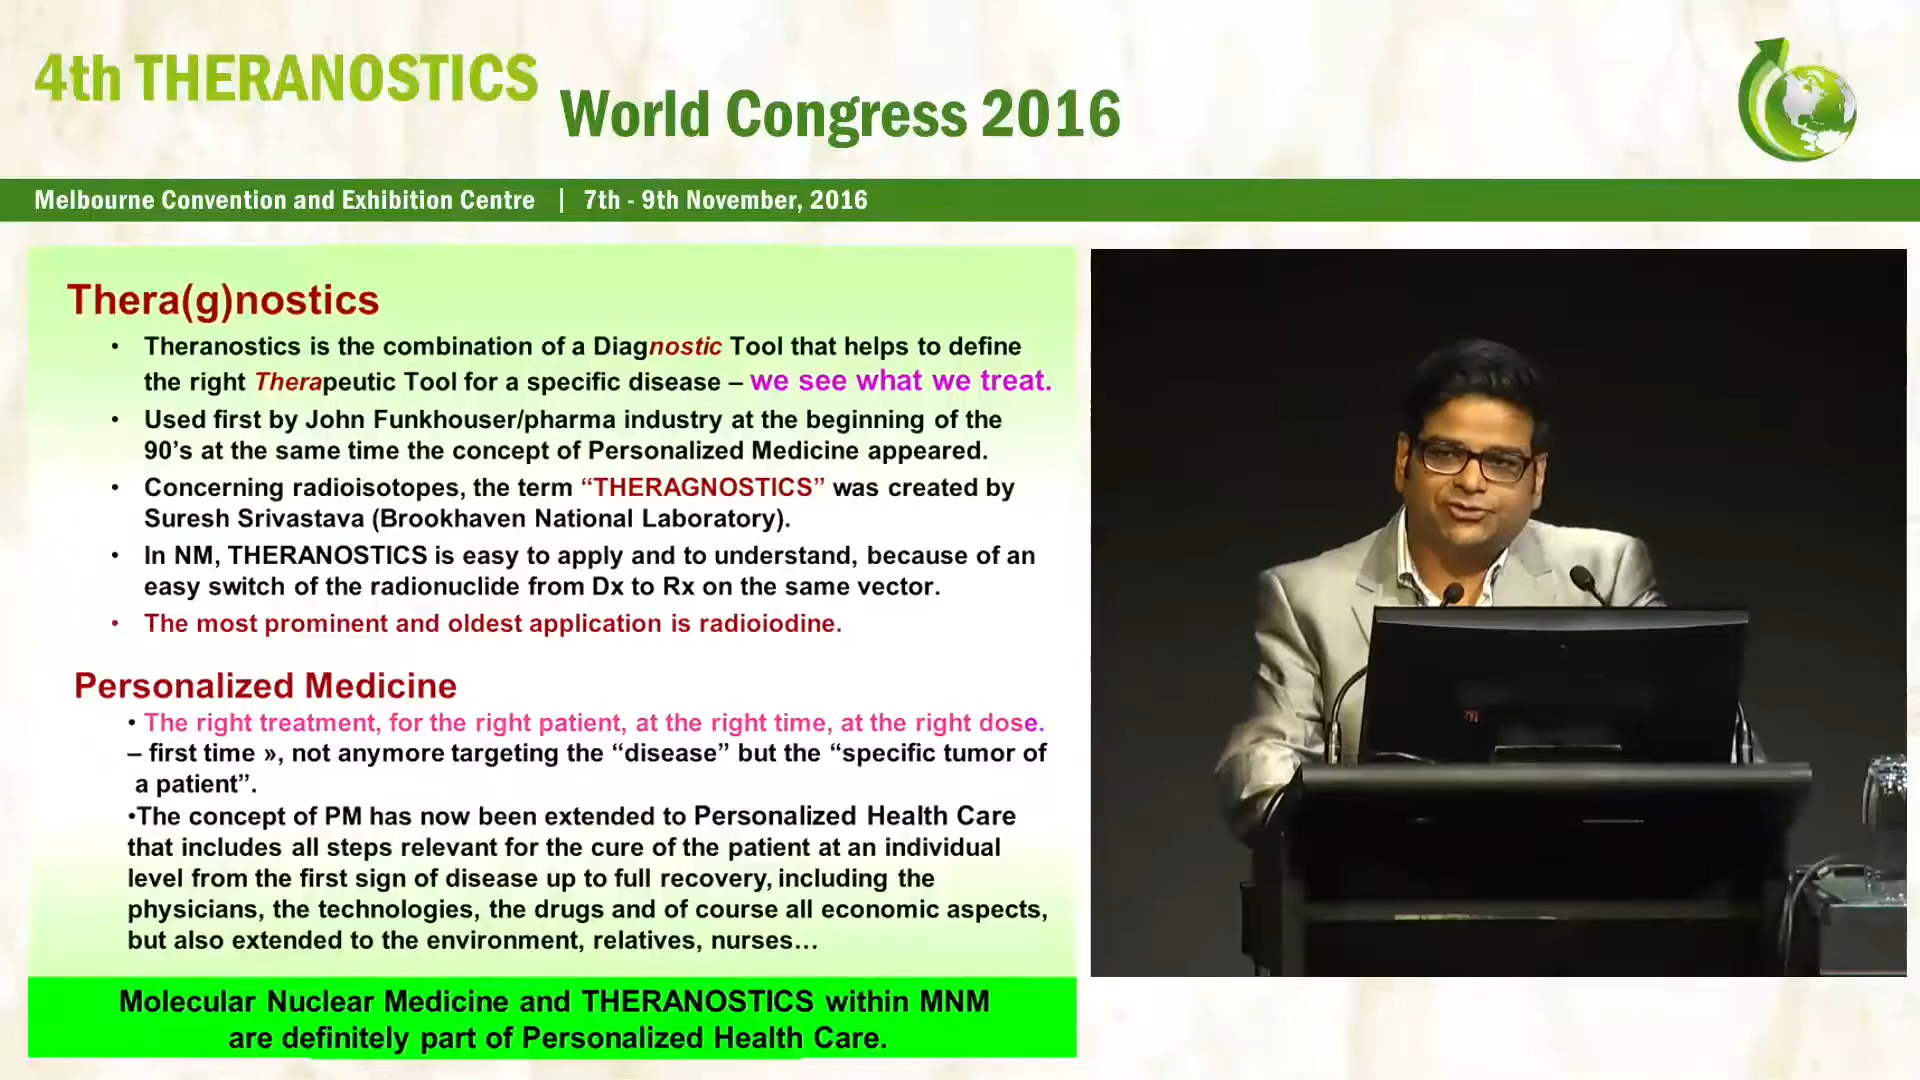 4th THERANOSTICS
World Congress 2016
Melbourne Convention and Exhibition Centre | 7th - 9th November, 2016
Thera(g)nostics
• Theranostics is the combination of a Diagnostic Tool that helps to define
the right Therapeutic Tool for a specific disease – we see what we treat.
• Used first by John Funkhouser/pharma industry at the beginning of the
90’s at the same time the concept of Personalized Medicine appeared.
• Concerning radioisotopes, the term “THERAGNOSTICS” was created by
Suresh Srivastava (Brookhaven National Laboratory).
• In NM, THERANOSTICS is easy to apply and to understand, because of an
easy switch of the radionuclide from Dx to Rx on the same vector.
• The most prominent and oldest application is radioiodine.
Personalized Medicine
• The right treatment, for the right patient, at the right time, at the right dose.
– first time », not anymore targeting the “disease” but the “specific tumor of
a patient”.
•The concept of PM has now been extended to Personalized Health Care
that includes all steps relevant for the cure of the patient at an individual
level from the first sign of disease up to full recovery, including the
physicians, the technologies, the drugs and of course all economic aspects,
but also extended to the environment, relatives, nurses…
Molecular Nuclear Medicine and THERANOSTICS within MNM
are definitely part of Personalized Health Care.